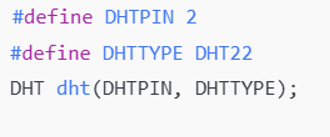 #define DHTPIN 2
#define DHTTYPE DHT22
DHT dht(DHTPIN, DHTTYPE);